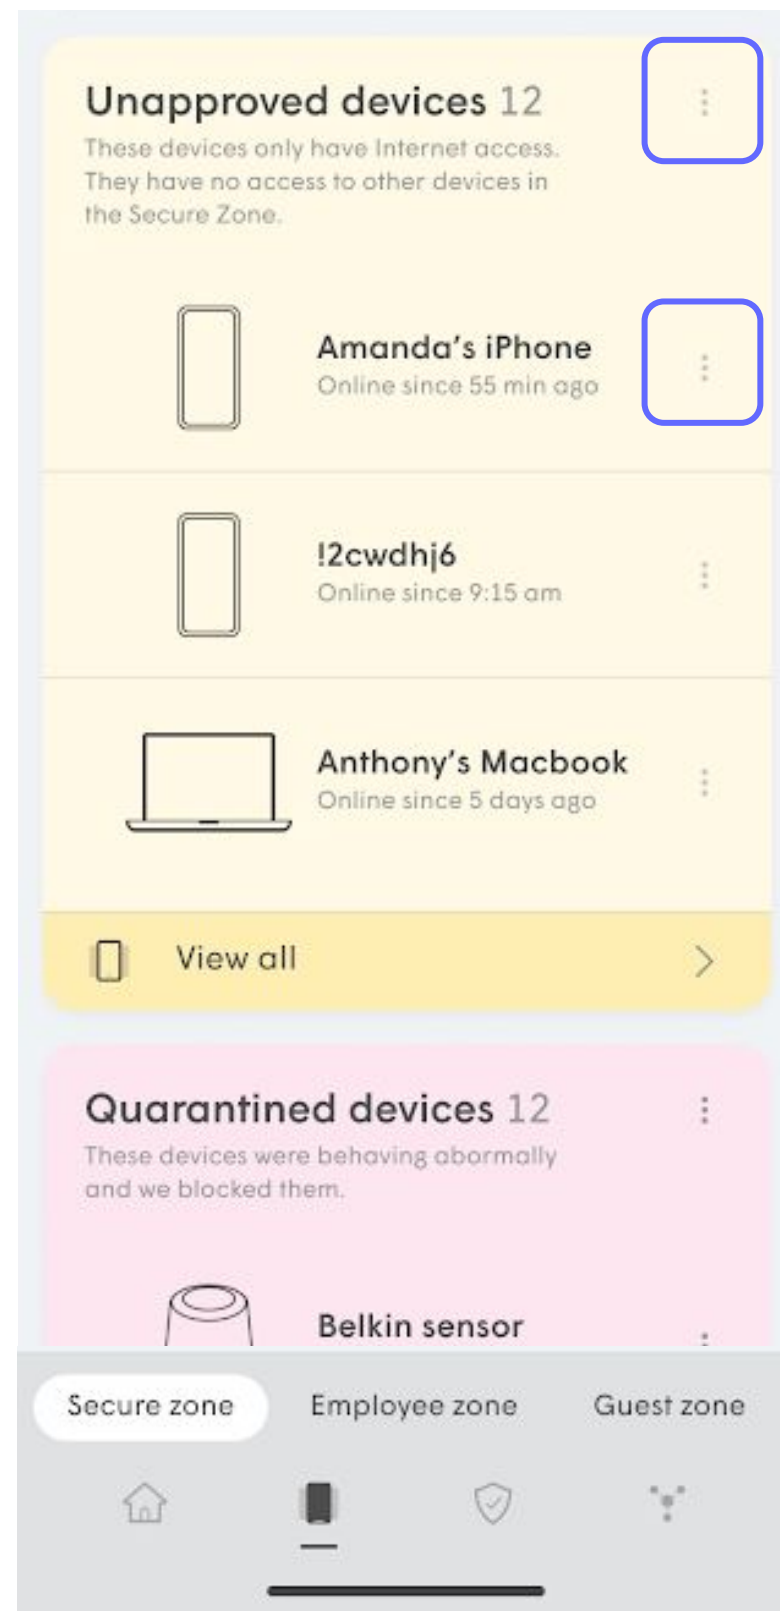 Unapproved devices 12
These devices only have Internet access.
They have no access to other devices in
the Secure Zone.
Amanda's iPhone
Online since 55 min ago
!2cwdhj6
Online since 9:15 am
Anthony's Macbook
Online since 5 days ago
View all
Quarantined devices 12
These devices were behaving abormally
and we blocked them.
Belkin sensor
Secure zone
Employee zone
Guest zone